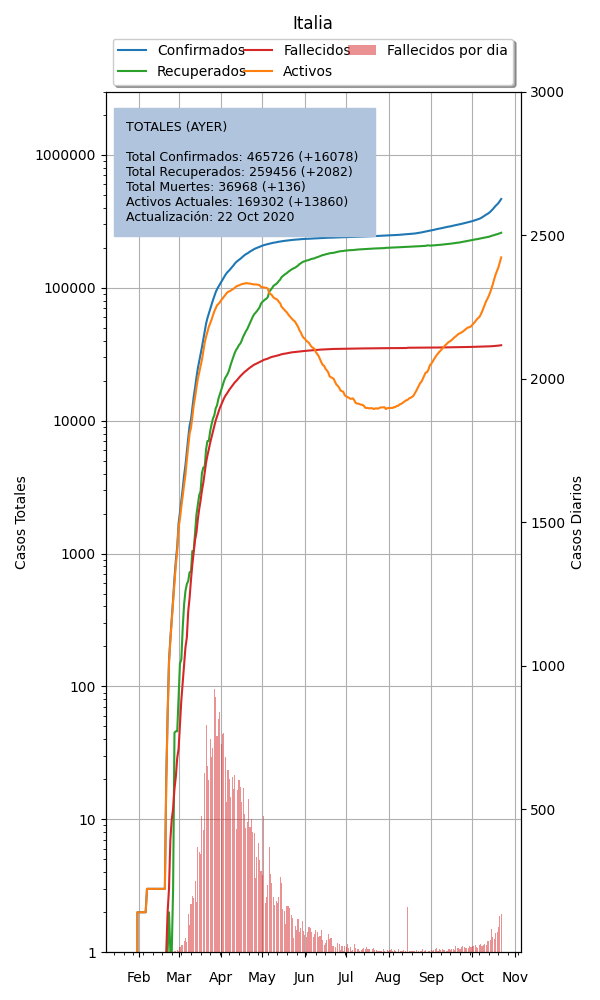 Italia
Confirmados Fallecidos Fallecidos por dia
Recuperados Activos
TOTALES (AYER)
Total Confirmados: 465726 (+16078)
Total Recuperados: 259456 (+2082)
Total Muertes: 36968 (+136)
Activos Actuales: 169302 (+13860)
Actualización: 22 Oct 2020
Casos Totales
1000000
100000
10000
1000
100
10
1
3000
2500
2000
1500
1000
500
Casos Diarios
Feb Mar Apr May Jun Jul Aug Sep Oct Nov